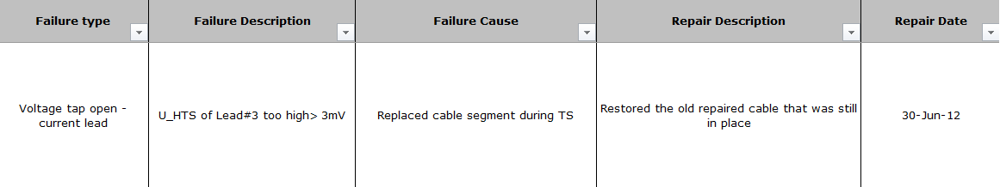 Failure type
Failure Description
Failure Cause
Repair Description
Repair Date
Voltage tap open -
current lead
U_HTS of Lead#3 too high> 3mV
Replaced cable segment during TS
Restored the old repaired cable that was still
in place
30-Jun-12